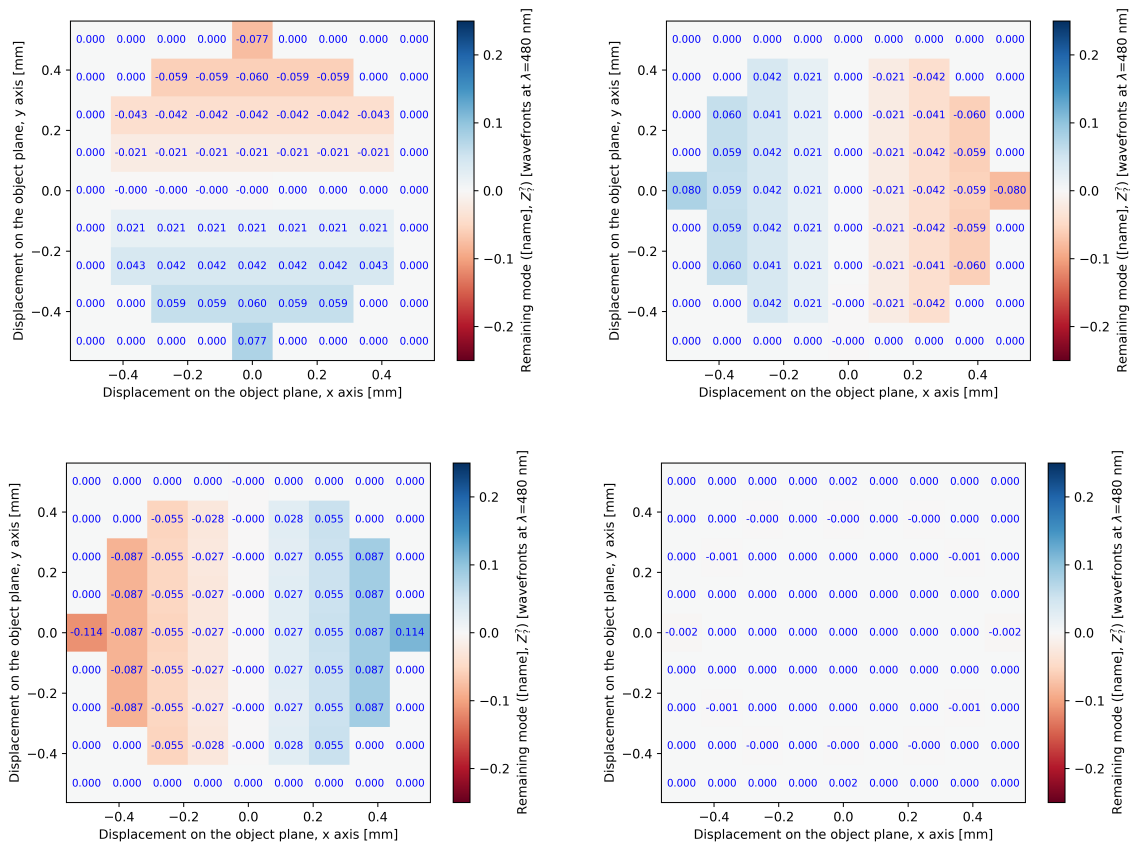 Displacement on the object plane, y axis [mm]
0.000 0.000 0.000 0.000 -0.077 0.000 0.000 0.000 0.000
0.4
0.000 0.000 -0.059 -0.059 -0.060 -0.059 -0.059 0.000 0.000
0.000 -0.043 -0.042 -0.042 -0.042 -0.042 -0.042 -0.043 0.000
0.2
0.000 -0.021 -0.021 -0.021 -0.021 -0.021 -0.021 -0.021 0.000
0.0
0.000 -0.000 -0.000 -0.000 -0.000 0.000 0.000 0.000 0.000
0.000 0.021 0.021 0.021 0.021 0.021 0.021 0.021 0.000
−0.2
0.000 0.043 0.042 0.042 0.042 0.042 0.042 0.043 0.000
0.000 0.000 0.059 0.059 0.060 0.059 0.059 0.000 0.000
−0.4
0.000 0.000 0.000 0.000 0.077 0.000 0.000 0.000 0.000
−0.4 −0.2 0.0 0.2 0.4
Displacement on the object plane, x axis [mm]
0.2
0.1
0.0
−0.1
−0.2
Remaining mode ([name], Z??) [wavefronts at λ=480 nm]
Displacement on the object plane, y axis [mm]
0.000 0.000 0.000 0.000 -0.000 0.000 0.000 0.000 0.000
0.4
0.000 0.000 0.042 0.021 0.000 -0.021 -0.042 0.000 0.000
0.000 0.060 0.041 0.021 0.000 -0.021 -0.041 -0.060 0.000
0.2
0.000 0.059 0.042 0.021 0.000 -0.021 -0.042 -0.059 0.000
0.0
0.080 0.059 0.042 0.021 0.000 -0.021 -0.042 -0.059 -0.080
0.000 0.059 0.042 0.021 0.000 -0.021 -0.042 -0.059 0.000
−0.2
0.000 0.060 0.041 0.021 0.000 -0.021 -0.041 -0.060 0.000
0.000 0.000 0.042 0.021 -0.000 -0.021 -0.042 0.000 0.000
−0.4
0.000 0.000 0.000 0.000 -0.000 0.000 0.000 0.000 0.000
−0.4 −0.2 0.0 0.2 0.4
Displacement on the object plane, x axis [mm]
0.2
0.1
0.0
−0.1
−0.2
Remaining mode ([name], Z??) [wavefronts at λ=480 nm]
Displacement on the object plane, y axis [mm]
0.000 0.000 0.000 0.000 -0.000 0.000 0.000 0.000 0.000
0.4
0.000 0.000 -0.055 -0.028 -0.000 0.028 0.055 0.000 0.000
0.000 -0.087 -0.055 -0.027 -0.000 0.027 0.055 0.087 0.000
0.2
0.000 -0.087 -0.055 -0.027 -0.000 0.027 0.055 0.087 0.000
0.0
-0.114 -0.087 -0.055 -0.027 -0.000 0.027 0.055 0.087 0.114
0.000 -0.087 -0.055 -0.027 -0.000 0.027 0.055 0.087 0.000
−0.2
0.000 -0.087 -0.055 -0.027 -0.000 0.027 0.055 0.087 0.000
0.000 0.000 -0.055 -0.028 -0.000 0.028 0.055 0.000 0.000
−0.4
0.000 0.000 0.000 0.000 -0.000 0.000 0.000 0.000 0.000
−0.4 −0.2 0.0 0.2 0.4
Displacement on the object plane, x axis [mm]
0.2
0.1
0.0
−0.1
−0.2
Remaining mode ([name], Z??) [wavefronts at λ=480 nm]
Displacement on the object plane, y axis [mm]
0.000 0.000 0.000 0.000 0.002 0.000 0.000 0.000 0.000
0.4
0.000 0.000 -0.000 0.000 -0.000 0.000 -0.000 0.000 0.000
0.000 -0.001 0.000 0.000 0.000 0.000 0.000 -0.001 0.000
0.2
0.000 0.000 0.000 0.000 0.000 0.000 0.000 0.000 0.000
0.0
-0.002 0.000 0.000 0.000 0.000 0.000 0.000 0.000 -0.002
0.000 0.000 0.000 0.000 0.000 0.000 0.000 0.000 0.000
−0.2
0.000 -0.001 0.000 0.000 0.000 0.000 0.000 -0.001 0.000
0.000 0.000 -0.000 0.000 -0.000 0.000 -0.000 0.000 0.000
−0.4
0.000 0.000 0.000 0.000 0.002 0.000 0.000 0.000 0.000
−0.4 −0.2 0.0 0.2 0.4
Displacement on the object plane, x axis [mm]
0.2
0.1
0.0
−0.1
−0.2
Remaining mode ([name], Z??) [wavefronts at λ=480 nm]